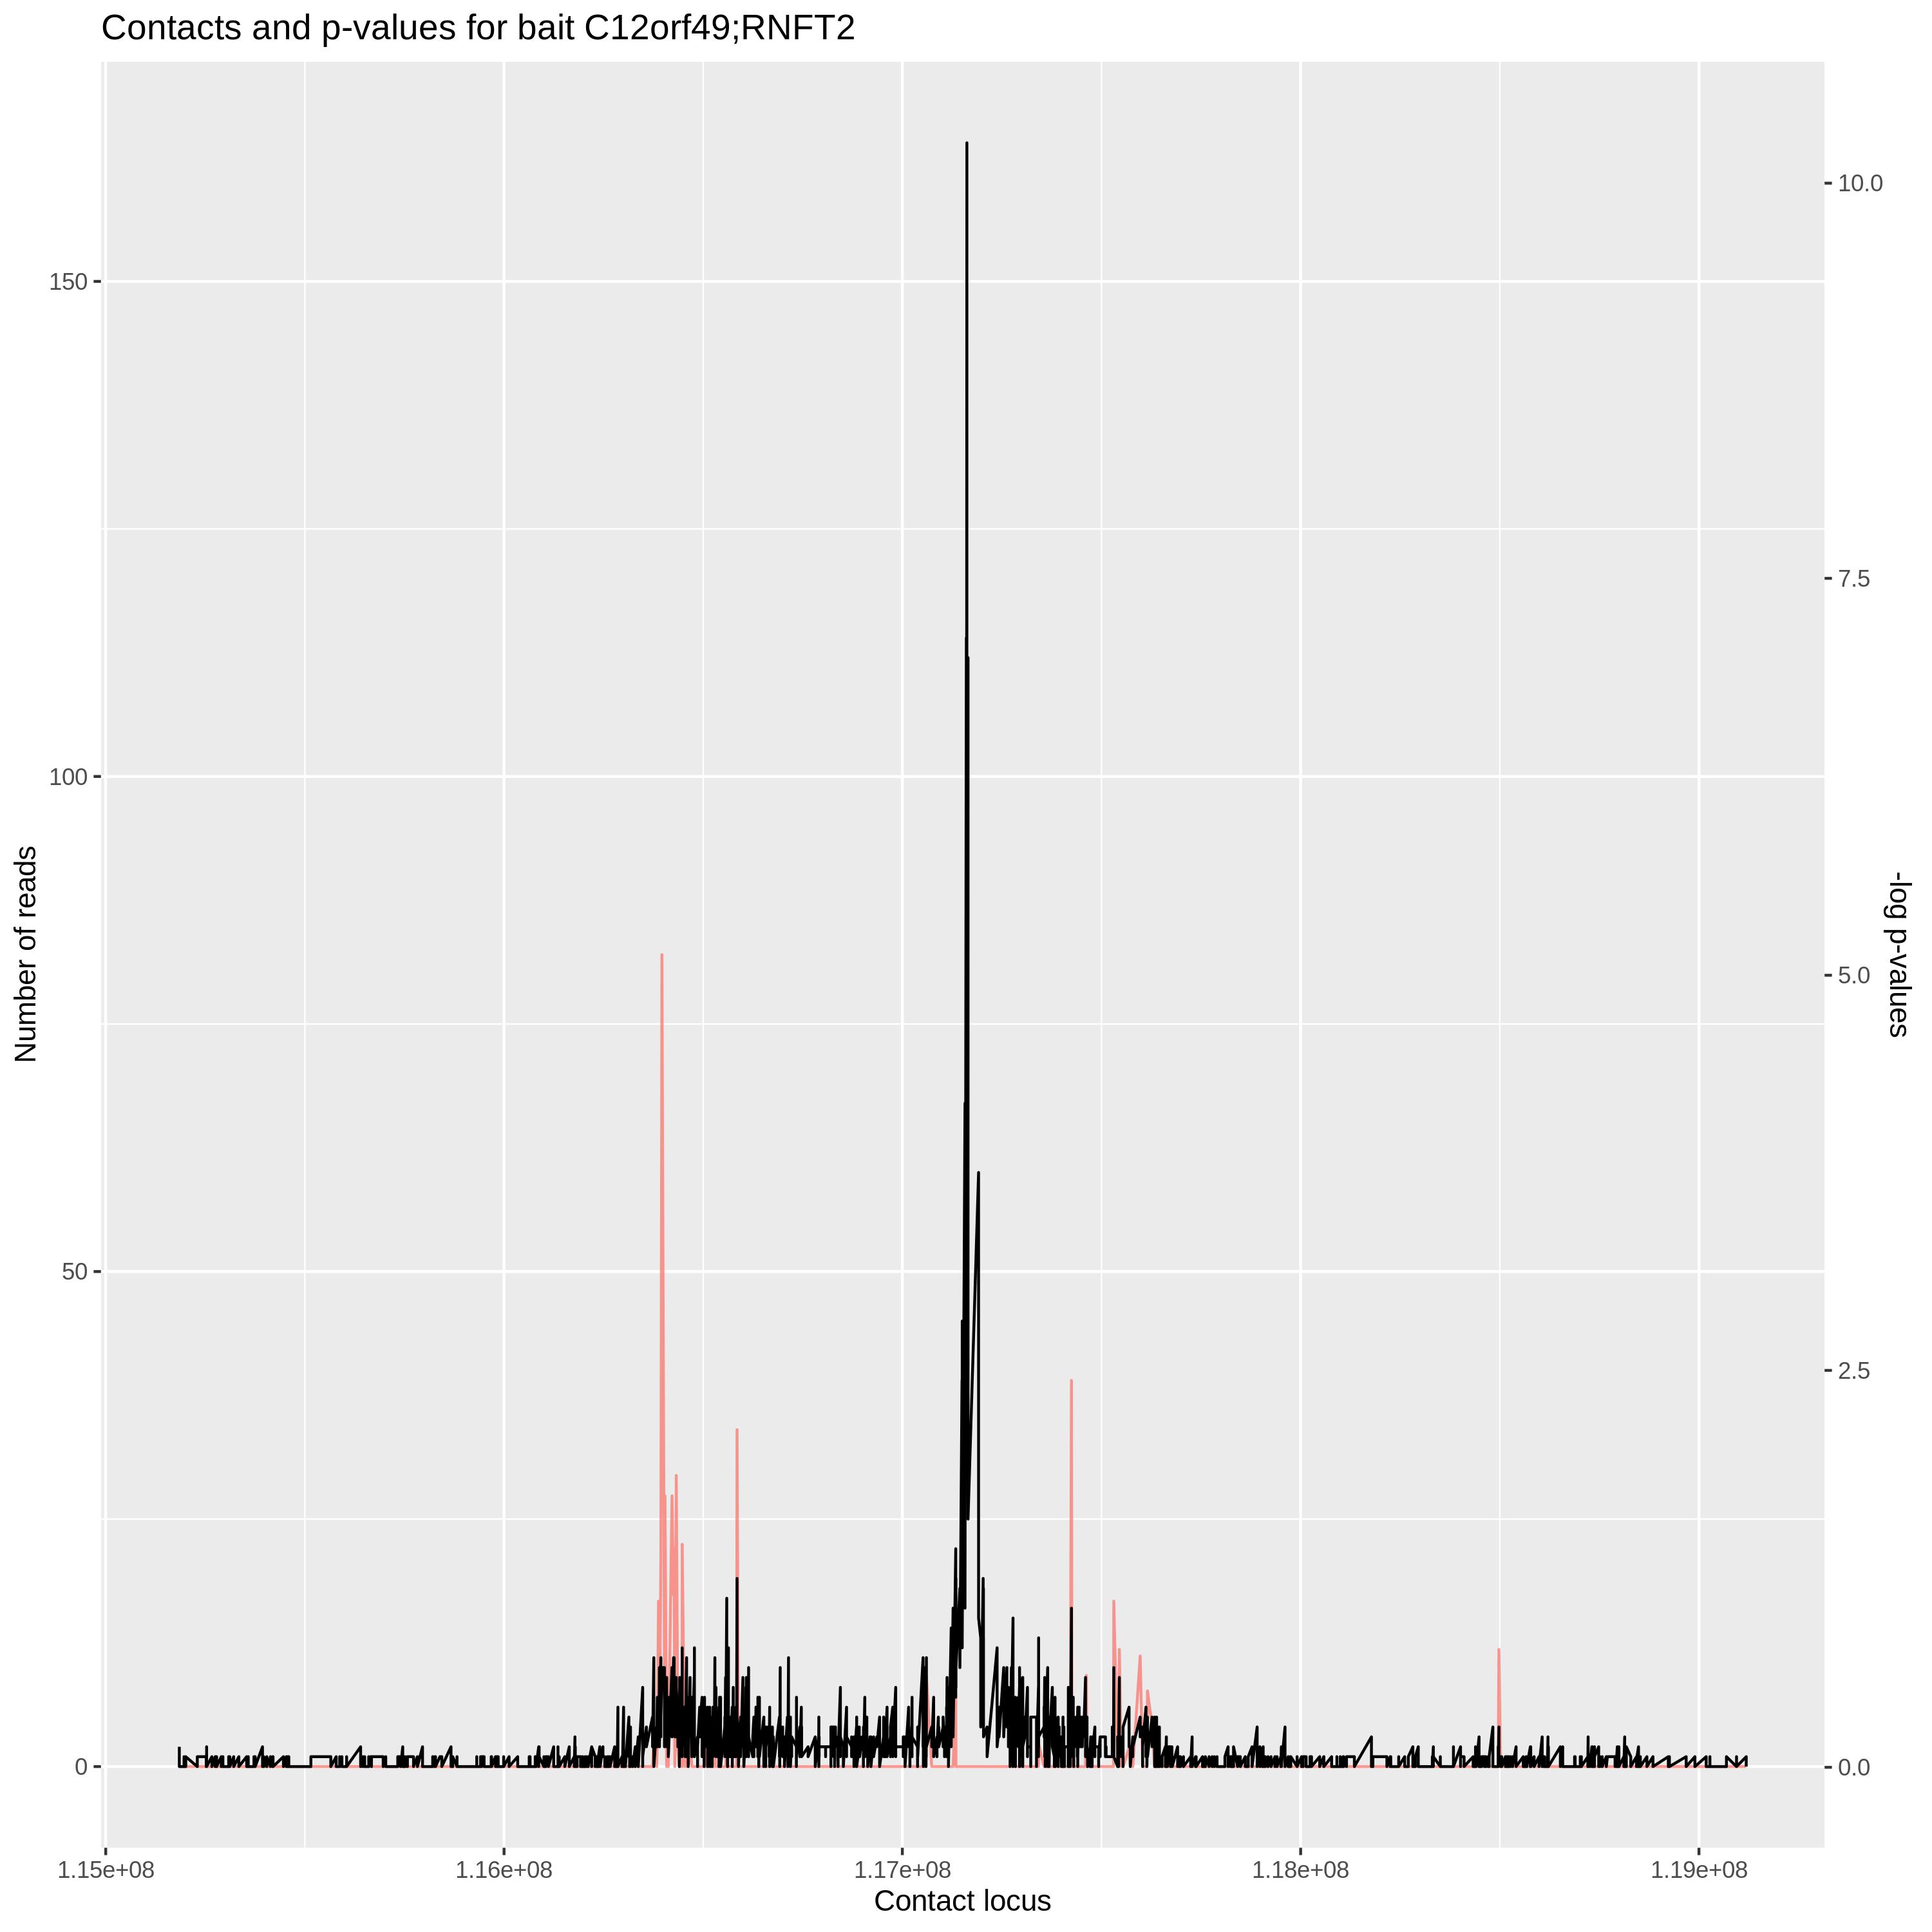 Contacts and p-values for bait C12orf49;RNFT2
10.0
150
7.5
100
Number of reads
-log p-values
5.0
2.5
50
0
0.0
1.15e+08
1.16e+08
1.17e+08
1.18e+08
1.19e+08
Contact locus